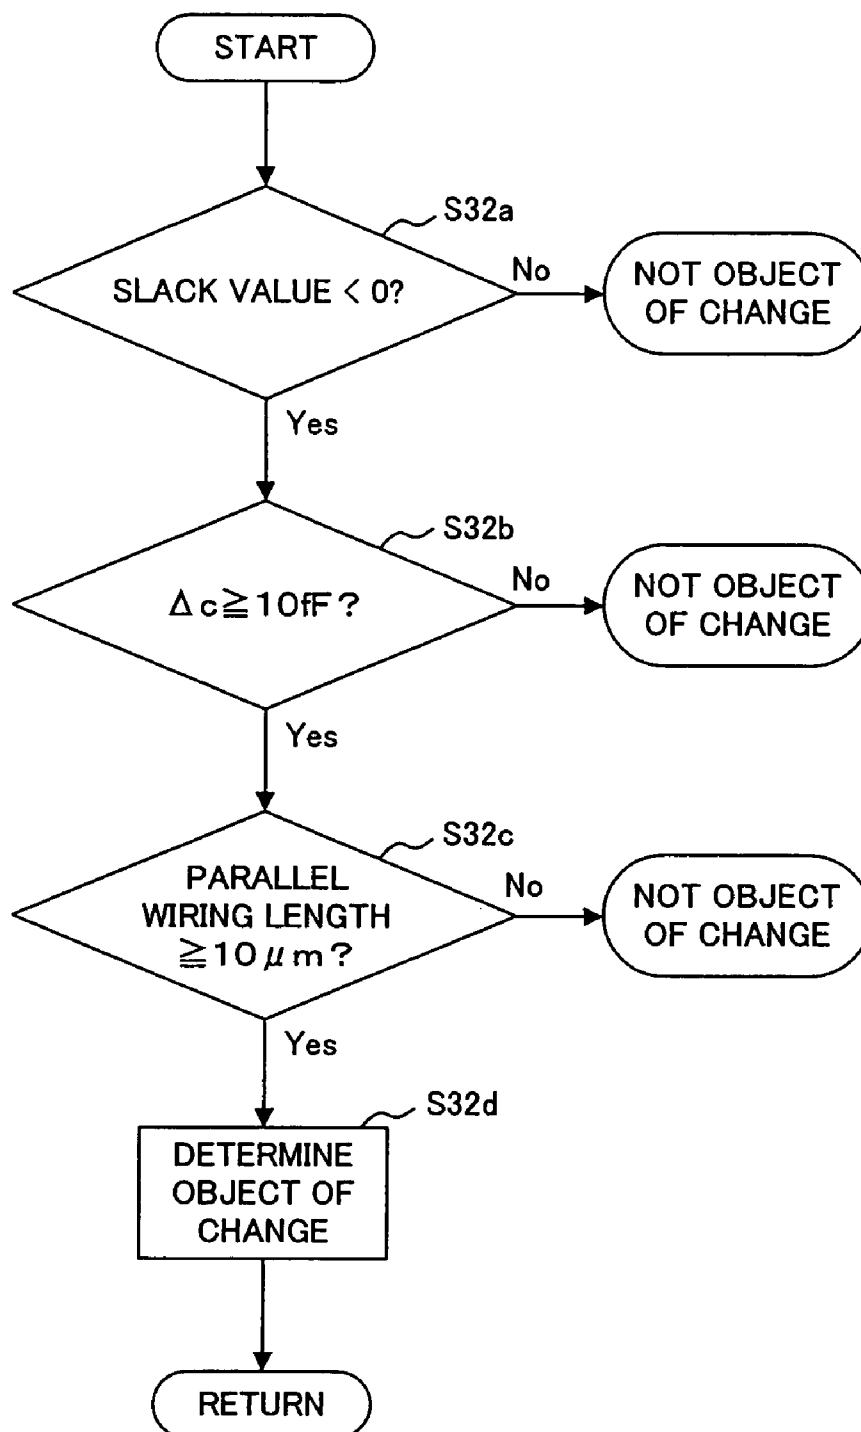 START
S32a
SLACK VALUE < 0?
No
NOT OBJECT
OF CHANGE
Yes
S32b
Δc≧10fF?
No
NOT OBJECT
OF CHANGE
Yes
S32c
PARALLEL
WIRING LENGTH
≧10μm?
No
NOT OBJECT
OF CHANGE
Yes
S32d
DETERMINE
OBJECT OF
CHANGE
RETURN